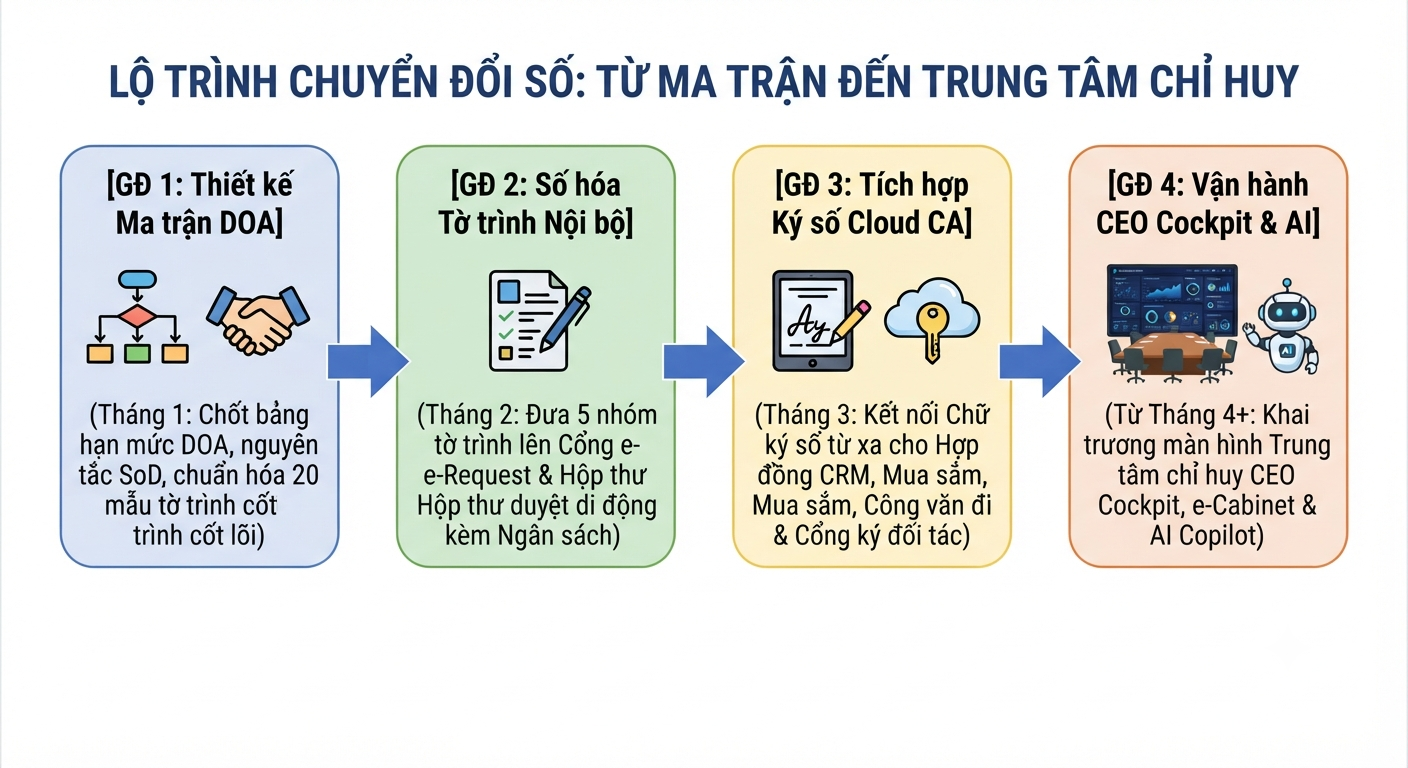 LỘ TRÌNH CHUYỂN ĐỔI SỐ: TỪ MA TRẬN ĐẾN TRUNG TÂM CHỈ HUY
[GĐ 1: Thiết kế
Ma trận DOA]
(Tháng 1: Chốt bảng
hạn mức DOA, nguyên
tắc SoD, chuẩn hóa 20
mẫu tờ trình cốt
trình cốt lõi)
[GĐ 2: Số hóa
Tờ trình Nội bộ]
(Tháng 2: Đưa 5 nhóm
tờ trình lên Cổng e-
e-Request & Hộp thư
Hộp thư duyệt di động
kèm Ngân sách)
[GĐ 3: Tích hợp
Ký số Cloud CA]
Ay
(Tháng 3: Kết nối Chữ
ký số từ xa cho Hợp
đồng CRM, Mua sắm,
Mua sắm, Công văn đi
& Cổng ký đối tác)
[GĐ 4: Vận hành
CEO Cockpit & AI]
AI
(Từ Tháng 4+: Khai
trương màn hình Trung
tâm chỉ huy CEO
Cockpit, e-Cabinet &
AI Copilot)